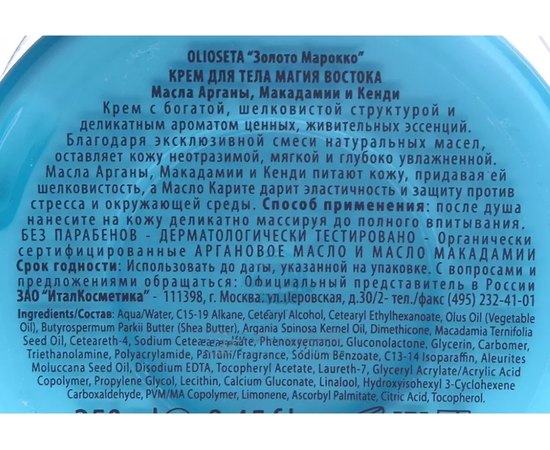 OLIOSETA "Золото Марокко"
КРЕМ ДЛЯ ТЕЛА МАГИЯ ВОСТОКА
Масла Арганы, Макадамии и Кенди
Крем с богатой, шелковистой структурой и
деликатным ароматом ценных, живительных эссенций.
Благодаря эксклюзивной смеси натуральных масел,
оставляет кожу неотразимой, мягкой и глубоко увлажненной.
Масла Арганы, Макадамии и Кенди питают кожу, придавая ей
шелковистость, а Масло Карите дарит эластичность и защиту против
стресса и окружающей среды. Способ применения: после душа
нанесите на кожу деликатно массируя до полного впитывания.
БЕЗ ПАРАБЕНОВ - ДЕРМАТОЛОГИЧЕСКИ ТЕСТИРОВАНО - Органически
сертифицированные АРГАНОВОЕ МАСЛО И МАСЛО МАКАДАМИИ
Срок годности: Использовать до даты, указанной на упаковке. С вопросами и
предложениями обращаться: Официальный представитель в России
ЗАО "ИталКосметика" - 111398, г. Москва. ул.Перовская, д.30/2- тел./факс (495) 232-41-01
Ingredients/Состав: Aqua/Water, C15-19 Alkane, Cetearyl Alcohol, Cetearyl Ethylhexanoate, Olus Oil (Vegetable
Oil), Butyrospermum Parkii Butter (Shea Butter), Argania Spinosa Kernel Oil, Dimethicone, Macadamia Ternifolia
Seed Oil, Ceteareth-4, Sodium Ceteareth-4 Phosphate, Phenoxyethanol, Gluconolactone, Glycerin, Carbomer,
Triethanolamine, Polyacrylamide, Parfum/Fragrance, Sodium Benzoate, C13-14 Isoparaffin, Aleurites
Moluccana Seed Oil, Disodium EDTA, Tocopheryl Acetate, Laureth-7, Glyceryl Acrylate/Acrylic Acid
Copolymer, Propylene Glycol, Lecithin, Calcium Gluconate, Linalool, Hydroxyisohexyl 3-Cyclohexene
Carboxaldehyde, PVM/MA Copolymer, Limonene, Ascorbyl Palmitate, Citric Acid, Tocopherol.